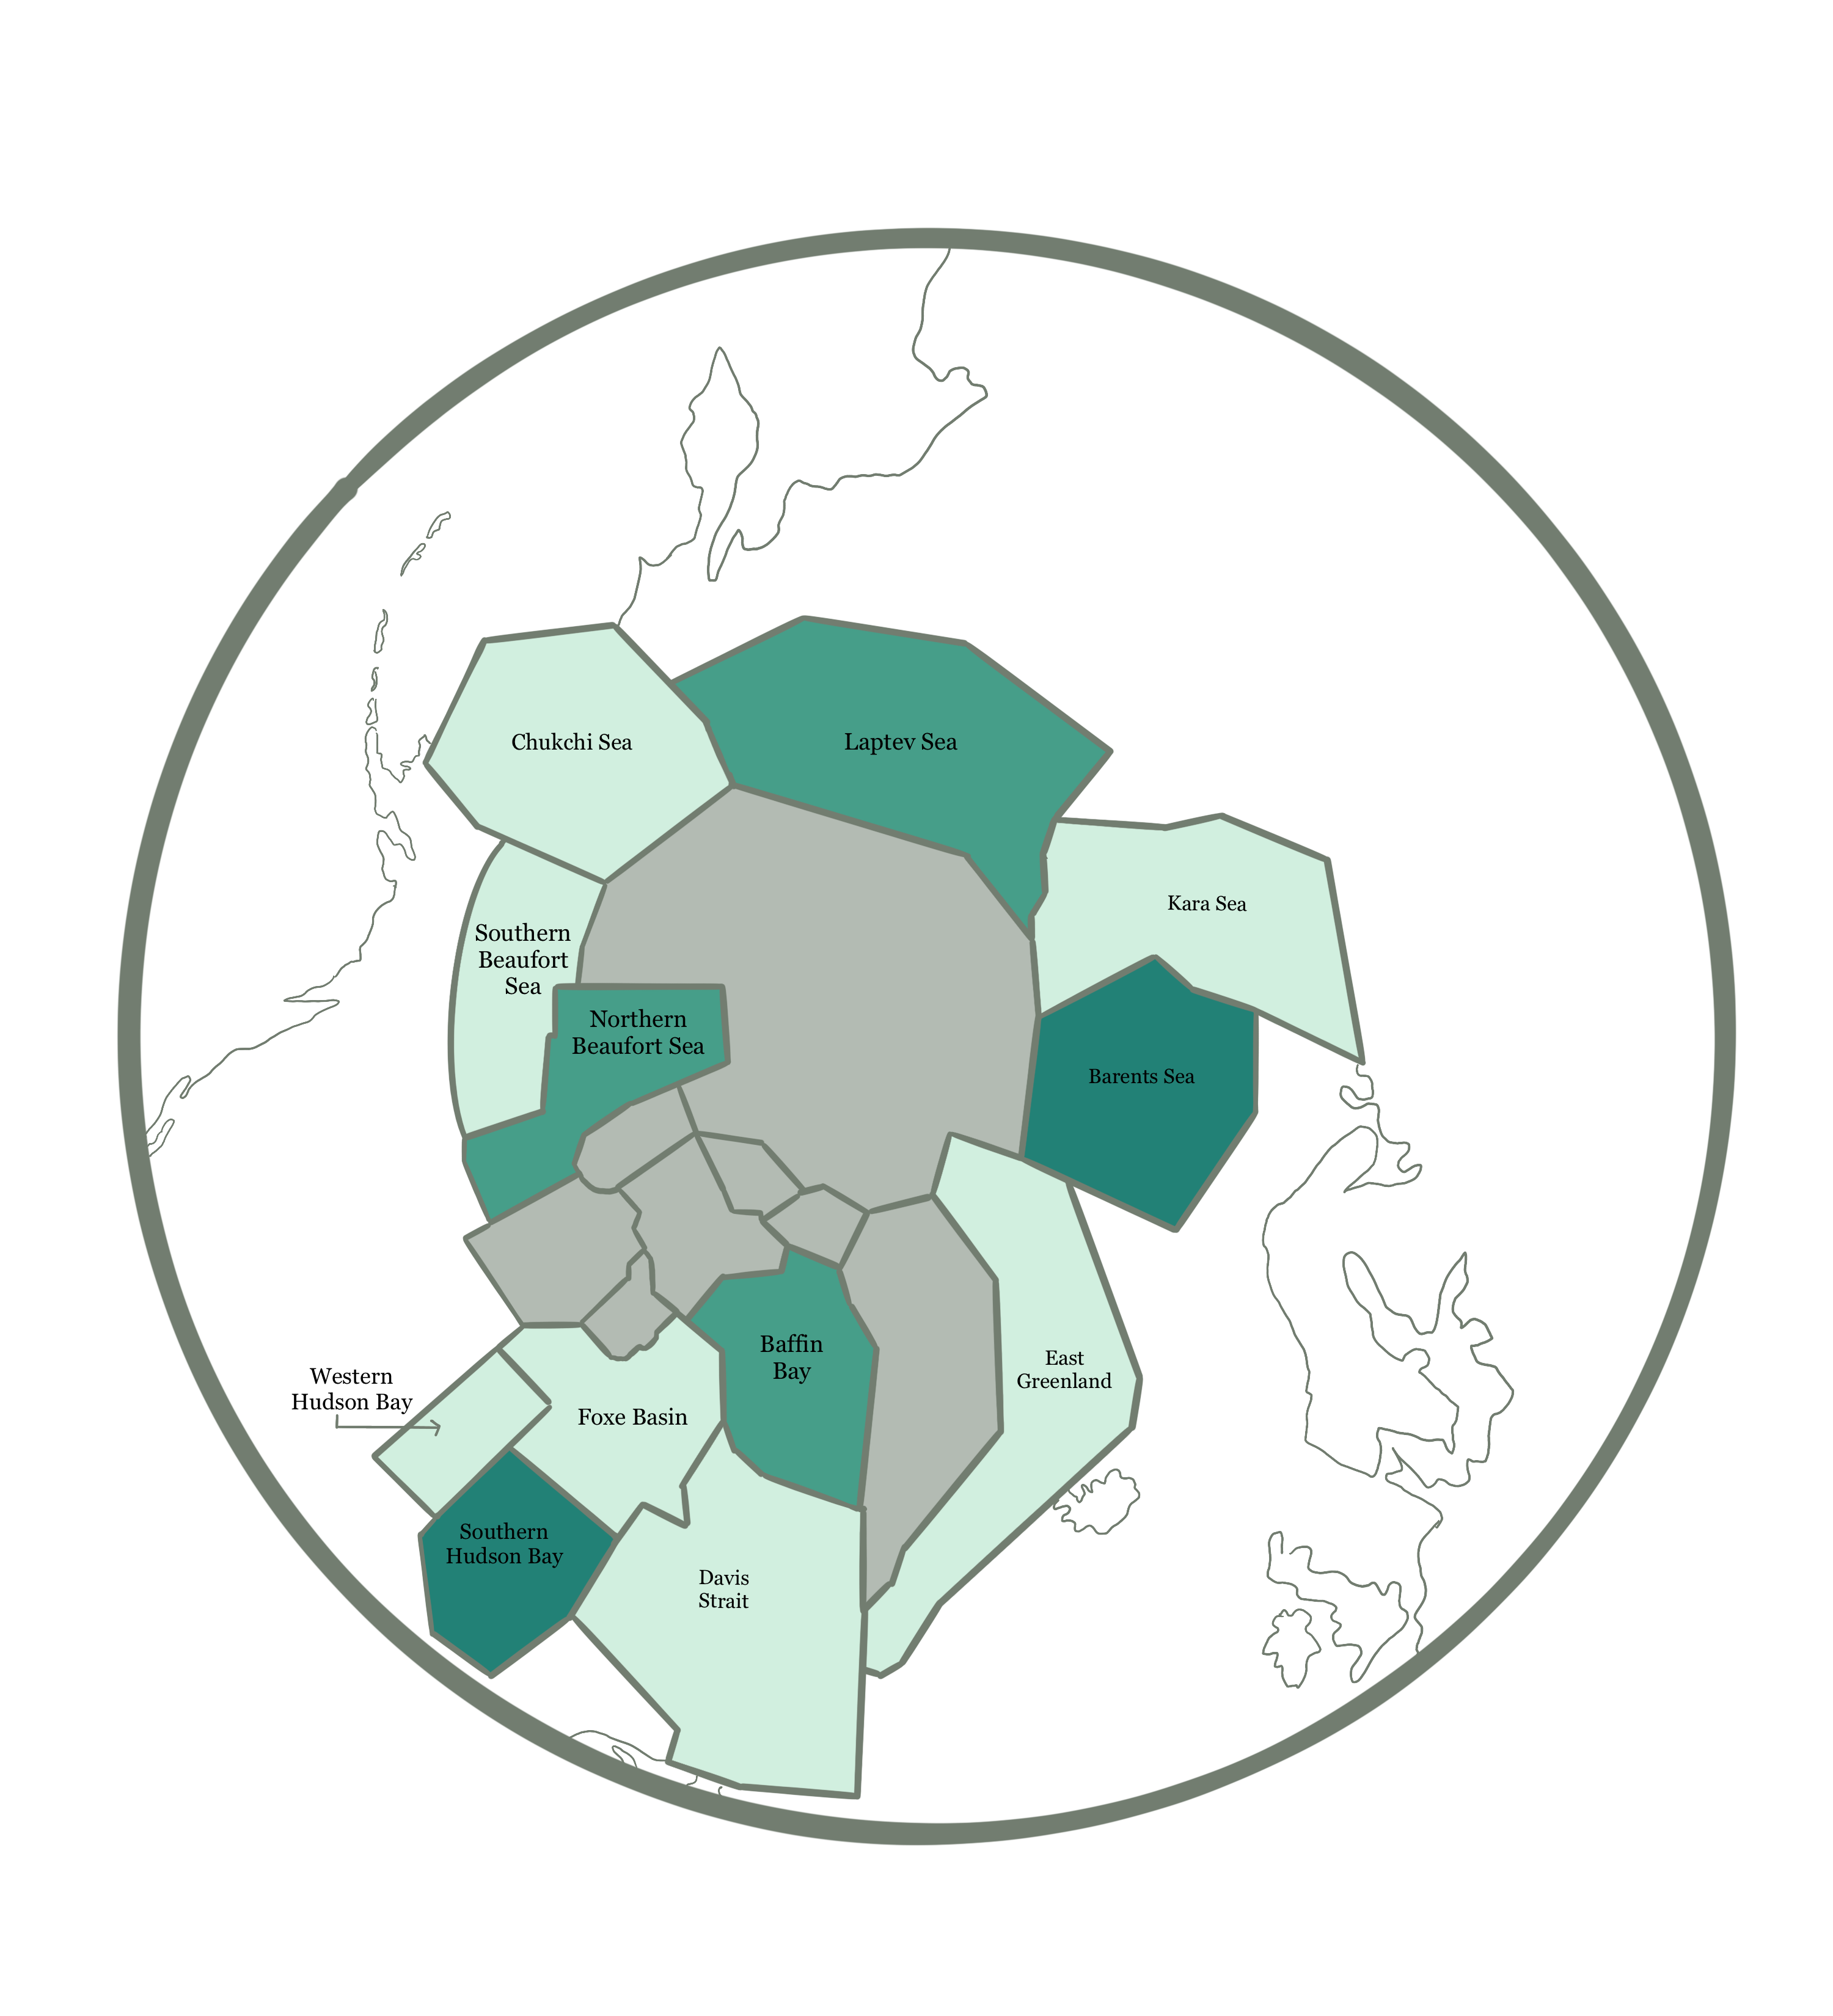 Chukchi Sea
Laptev Sea
Kara Sea
Southern
Beaufort
Sea
Northern
Beaufort Sea
Barents Sea
Baffin
Bay
East
Greenland
Western
Hudson Bay
Foxe Basin
Southern
Hudson Bay
Davis
Strait